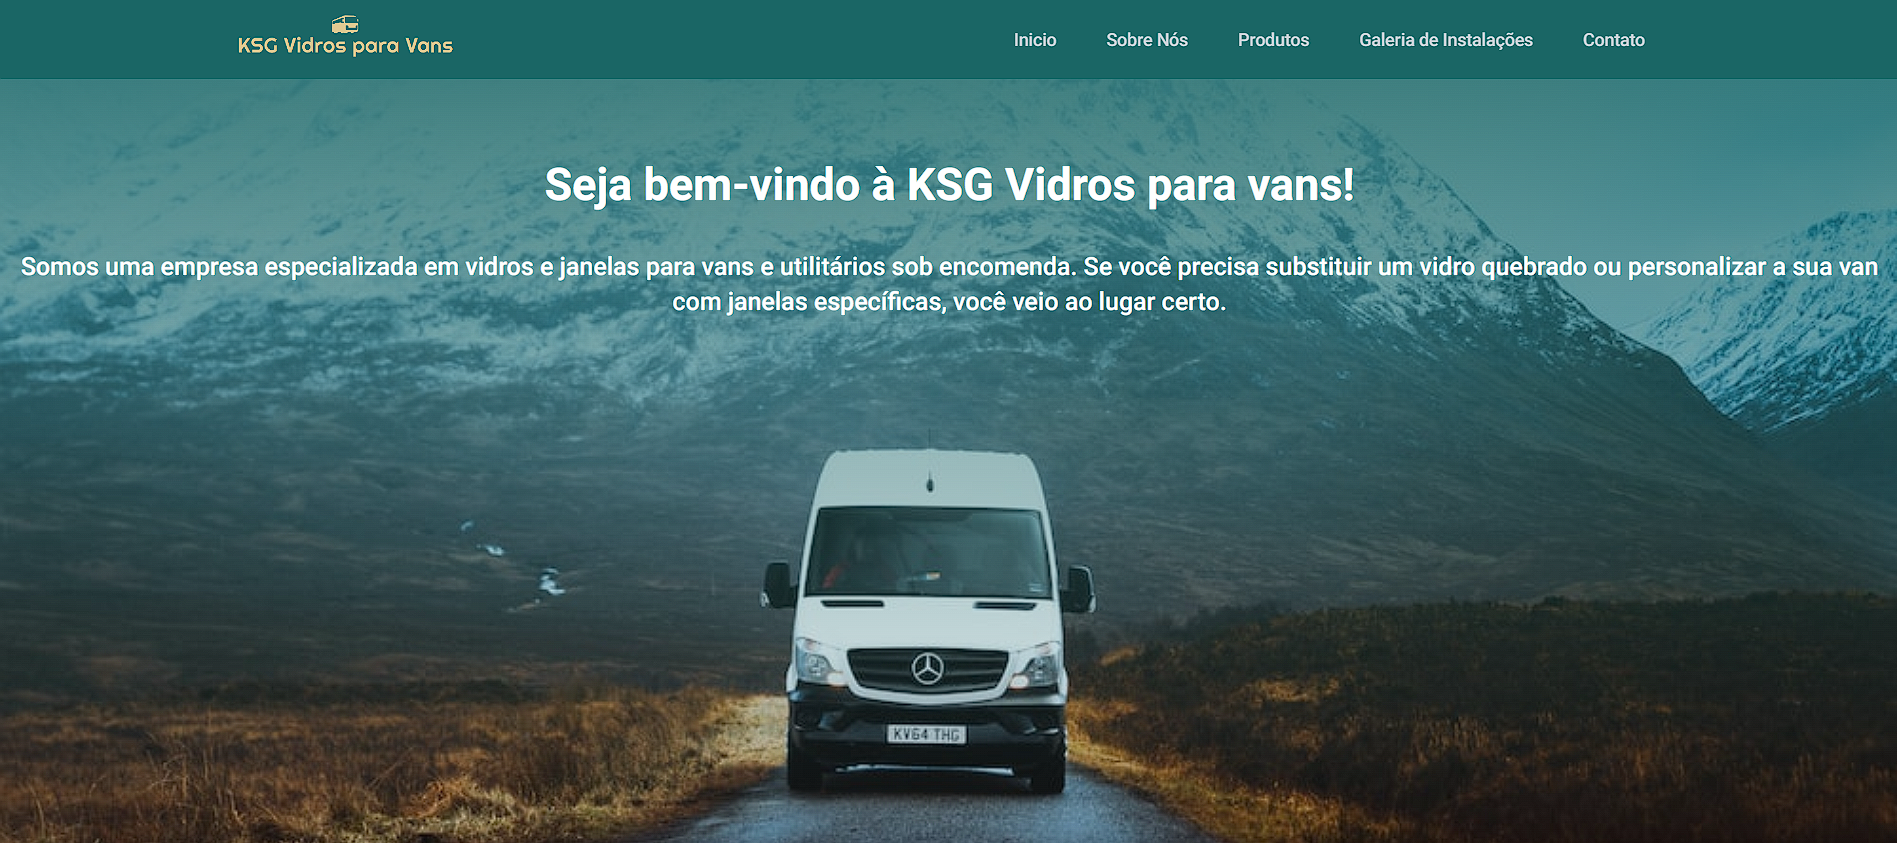 KSG Vidros para Vans
Inicio
Sobre Nós
Produtos
Galeria de Instalações
Contato
Seja bem-vindo à KSG Vidros para vans!
Somos uma empresa especializada em vidros e janelas para vans e utilitários sob encomenda. Se você precisa substituir um vidro quebrado ou personalizar a sua van
com janelas específicas, você veio ao lugar certo.
KV64 THG